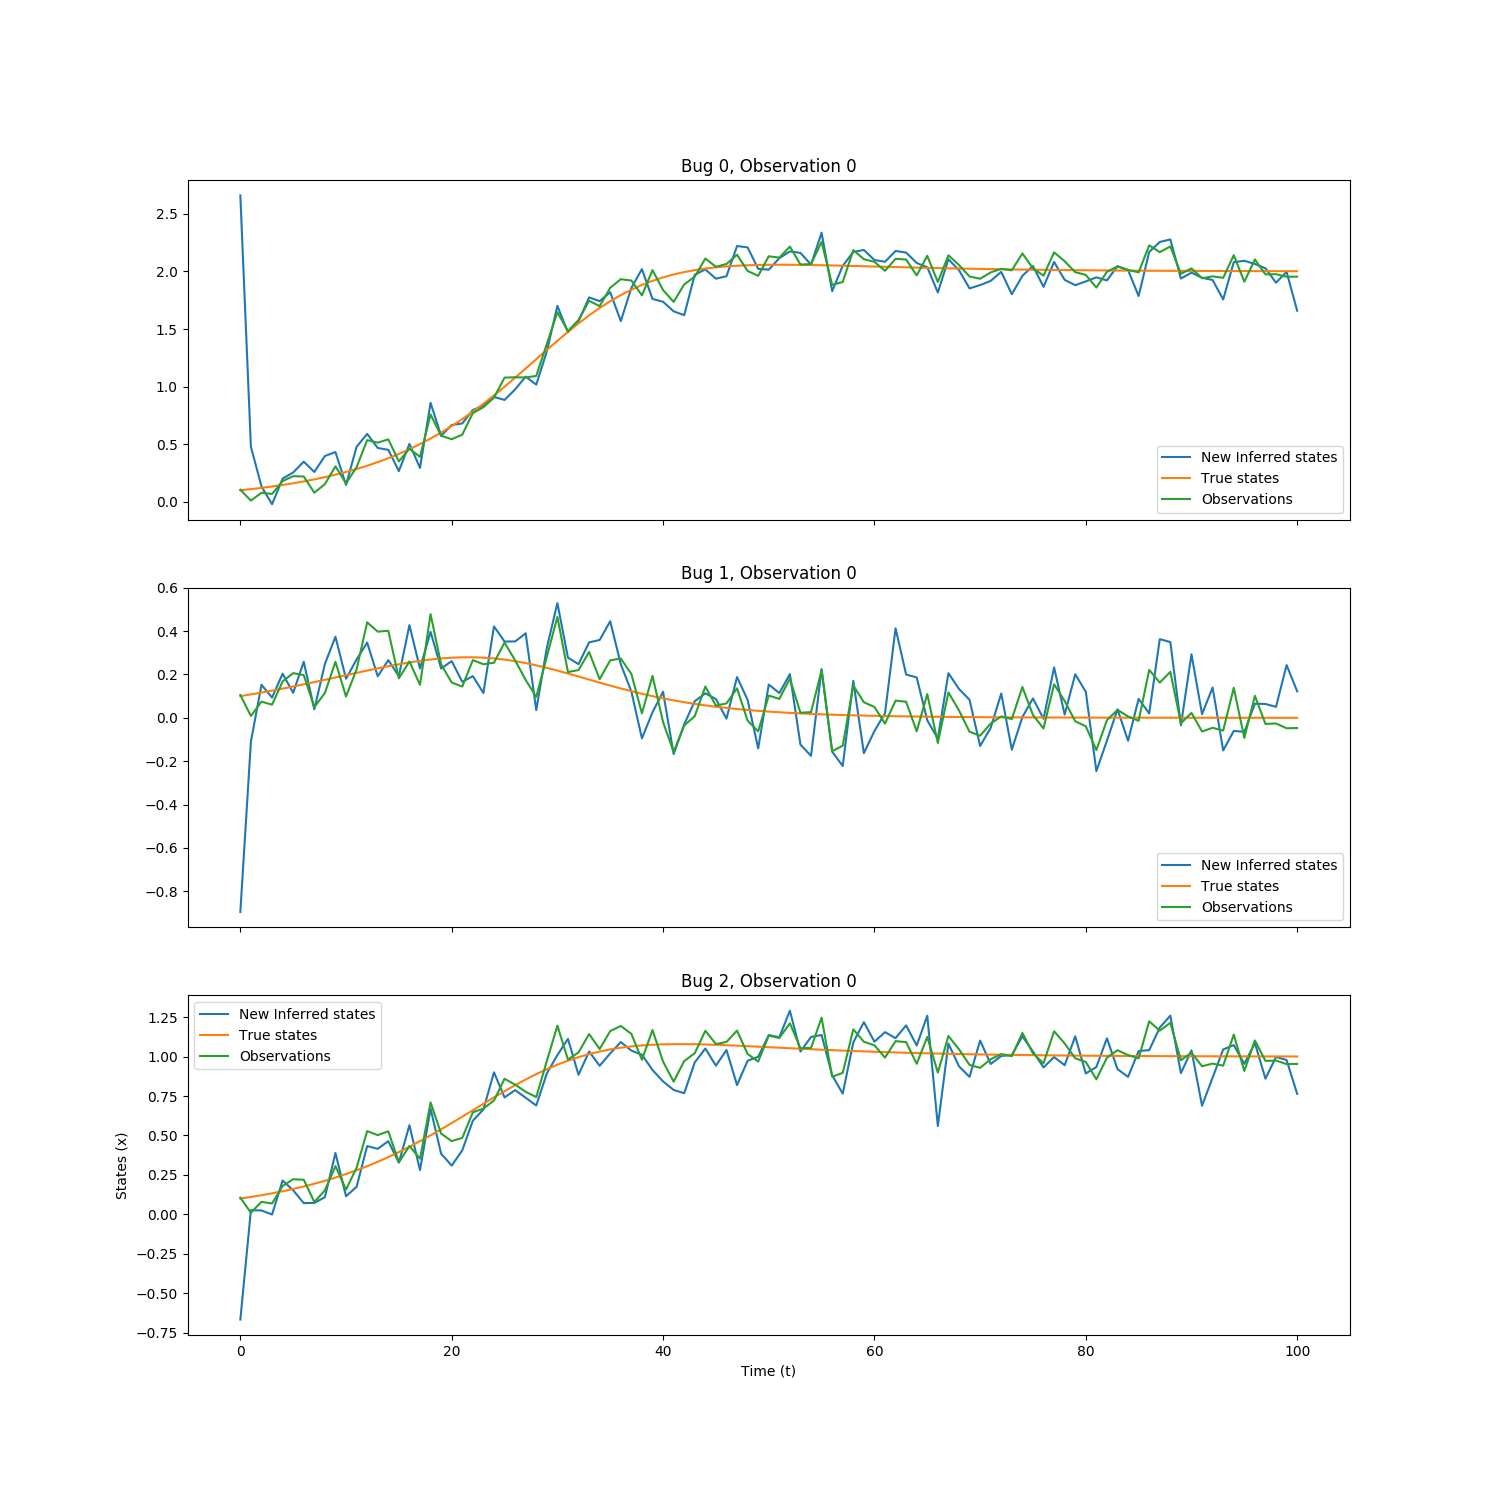 Bug 0, Observation 0
2.5
2.0
1.5
1.0
0.5
0.0
New Inferred states
True states
Observations
Bug 1, Observation 0
0.6
0.4
0.2
0.0
−0.2
−0.4
−0.6
−0.8
New Inferred states
True states
Observations
Bug 2, Observation 0
1.25
1.00
0.75
0.50
0.25
0.00
−0.25
−0.50
−0.75
States (x)
New Inferred states
True states
Observations
0 20 40 60 80 100
Time (t)